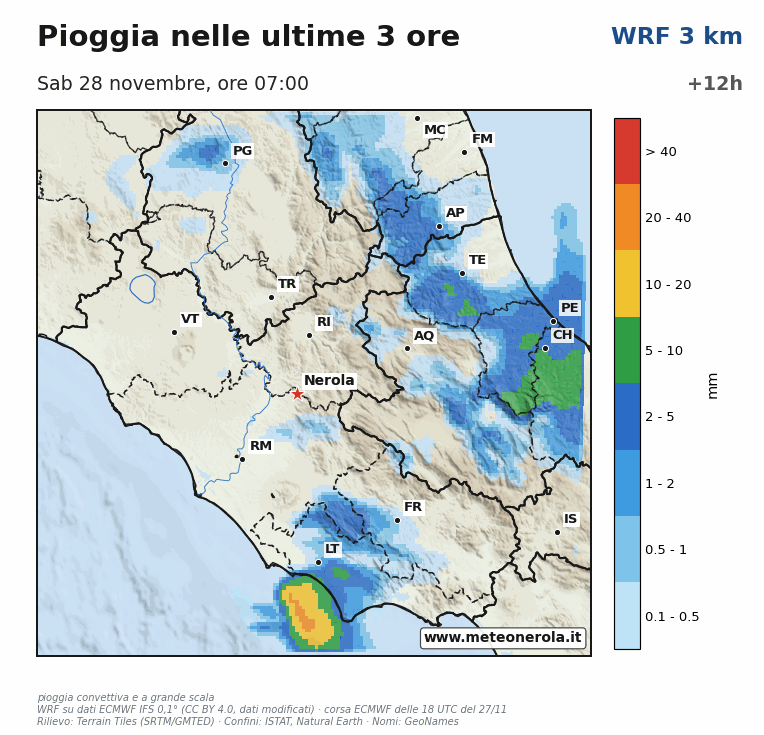 Pioggia nelle ultime 3 ore
WRF 3 km
Sab 28 novembre, ore 07:00
+12h
MC
FM
PG
AP
TE
TR
PE
VT
RI
AQ
CH
Nerola
RM
FR
IS
LT
www.meteonerola.it
> 40
20 - 40
10 - 20
5 - 10
2 - 5
1 - 2
0.5 - 1
0.1 - 0.5
mm
pioggia convettiva e a grande scala
WRF su dati ECMWF IFS 0,1° (CC BY 4.0, dati modificati) · corsa ECMWF delle 18 UTC del 27/11
Rilievo: Terrain Tiles (SRTM/GMTED) · Confini: ISTAT, Natural Earth · Nomi: GeoNames